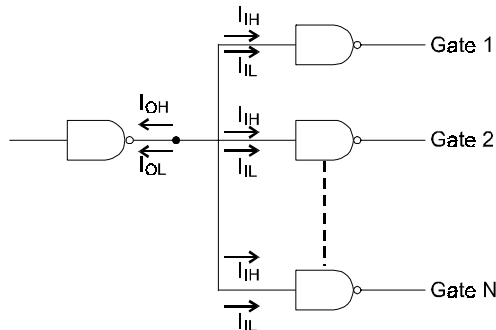 I_IH
I_IL
Gate 1
I_OH
I_OL
I_IH
I_IL
Gate 2
I_IH
I_IL
Gate N